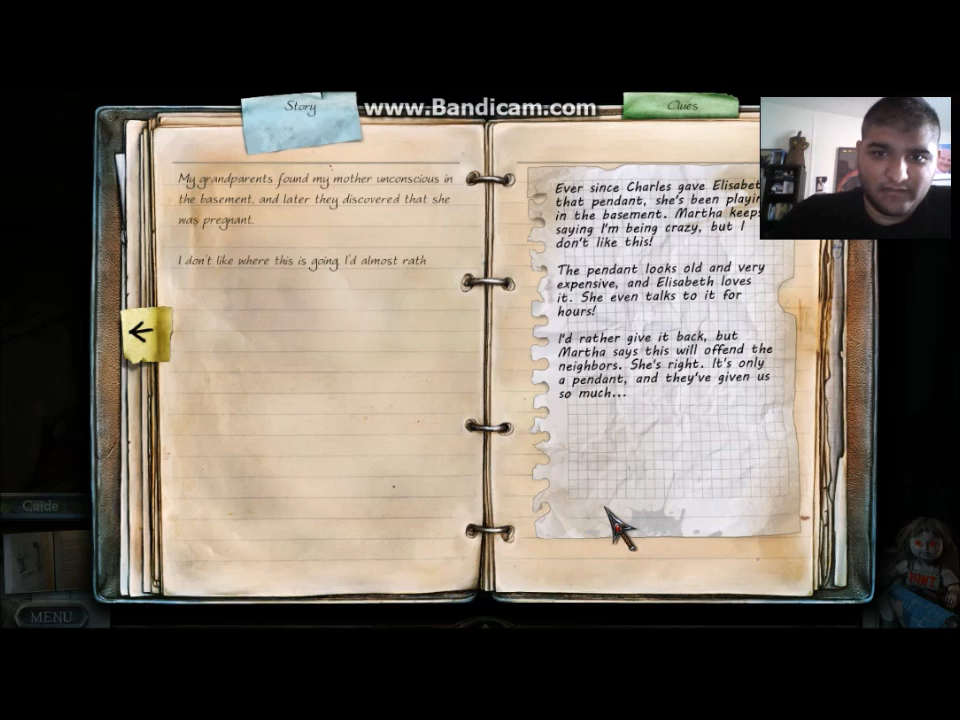 www.Bandicam.com
Story
My grandparents found my mother unconscious in
the basement, and later they discovered that she
was pregnant.
I don't like where this is going. I'd almost rath
Clues
Ever since Charles gave Elisabet
that pendant, she's been playin
in the basement. Martha keeps
saying I'm being crazy, but I
don't like this!
The pendant looks old and very
expensive, and Elisabeth loves
it. She even talks to it for
hours!
I'd rather give it back, but
Martha says this will offend the
neighbors. She's right. It's only
a pendant, and they've given us
so much...
Guide
MENU
HINT